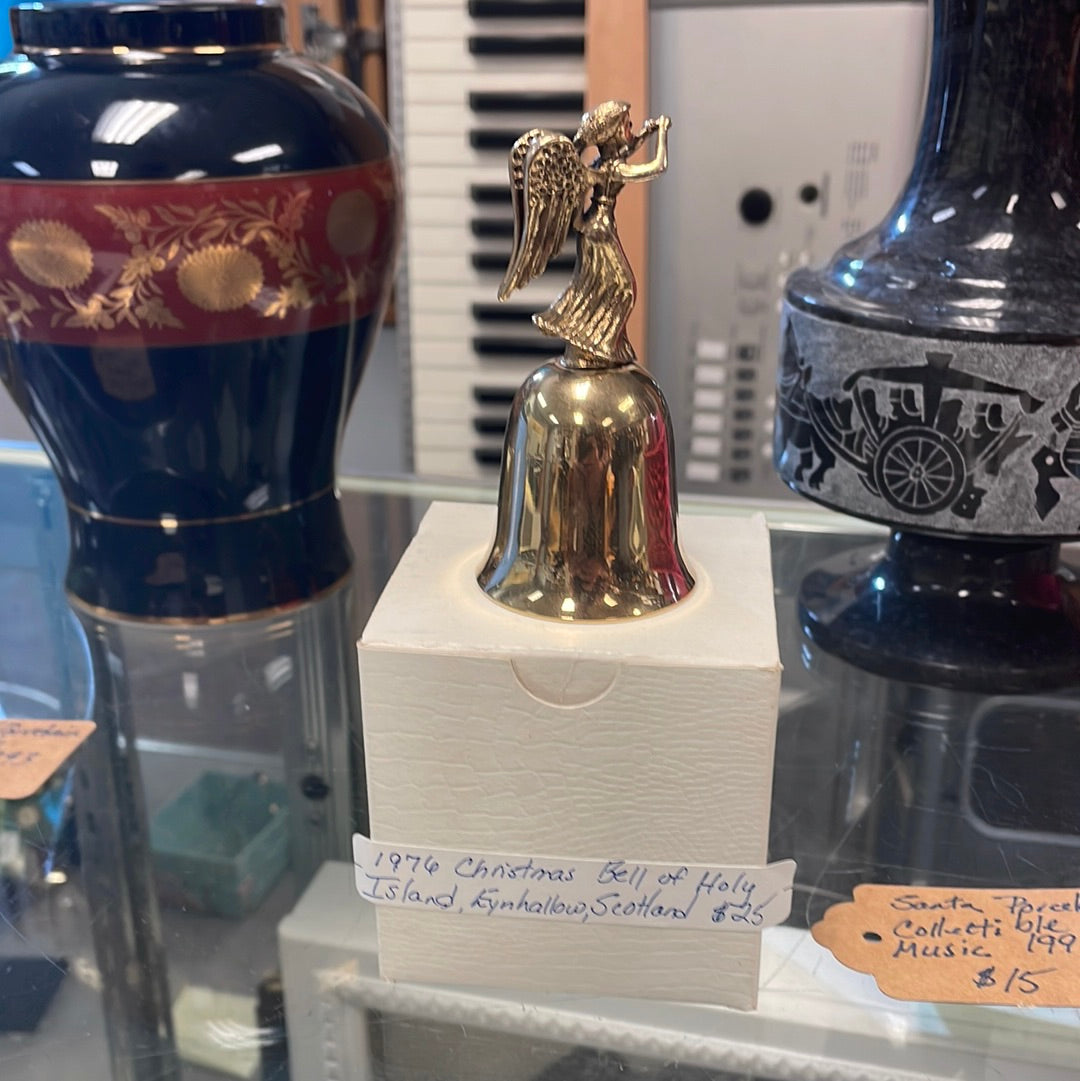 1976 Christmas Bell of Holy
Island, Eynhallow, Scotland $25
Santa Porcel
Collectible
Music 199
$15